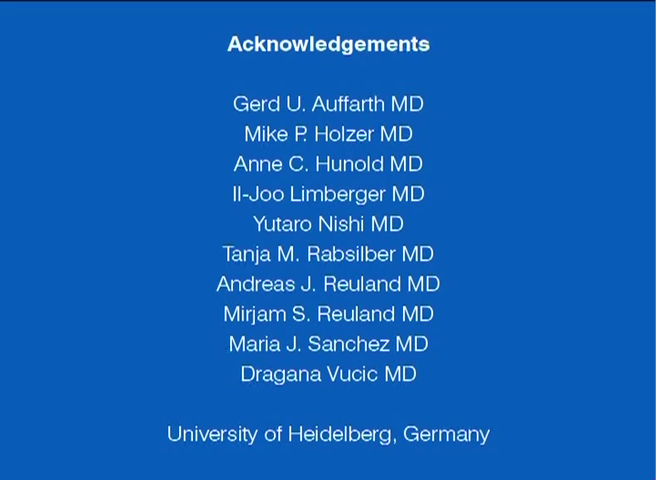 Acknowledgements
Gerd U. Auffarth MD
Mike P. Holzer MD
Anne C. Hunold MD
Il-Joo Limberger MD
Yutaro Nishi MD
Tanja M. Rabsilber MD
Andreas J. Reuland MD
Mirjam S. Reuland MD
Maria J. Sanchez MD
Dragana Vucic MD
University of Heidelberg, Germany